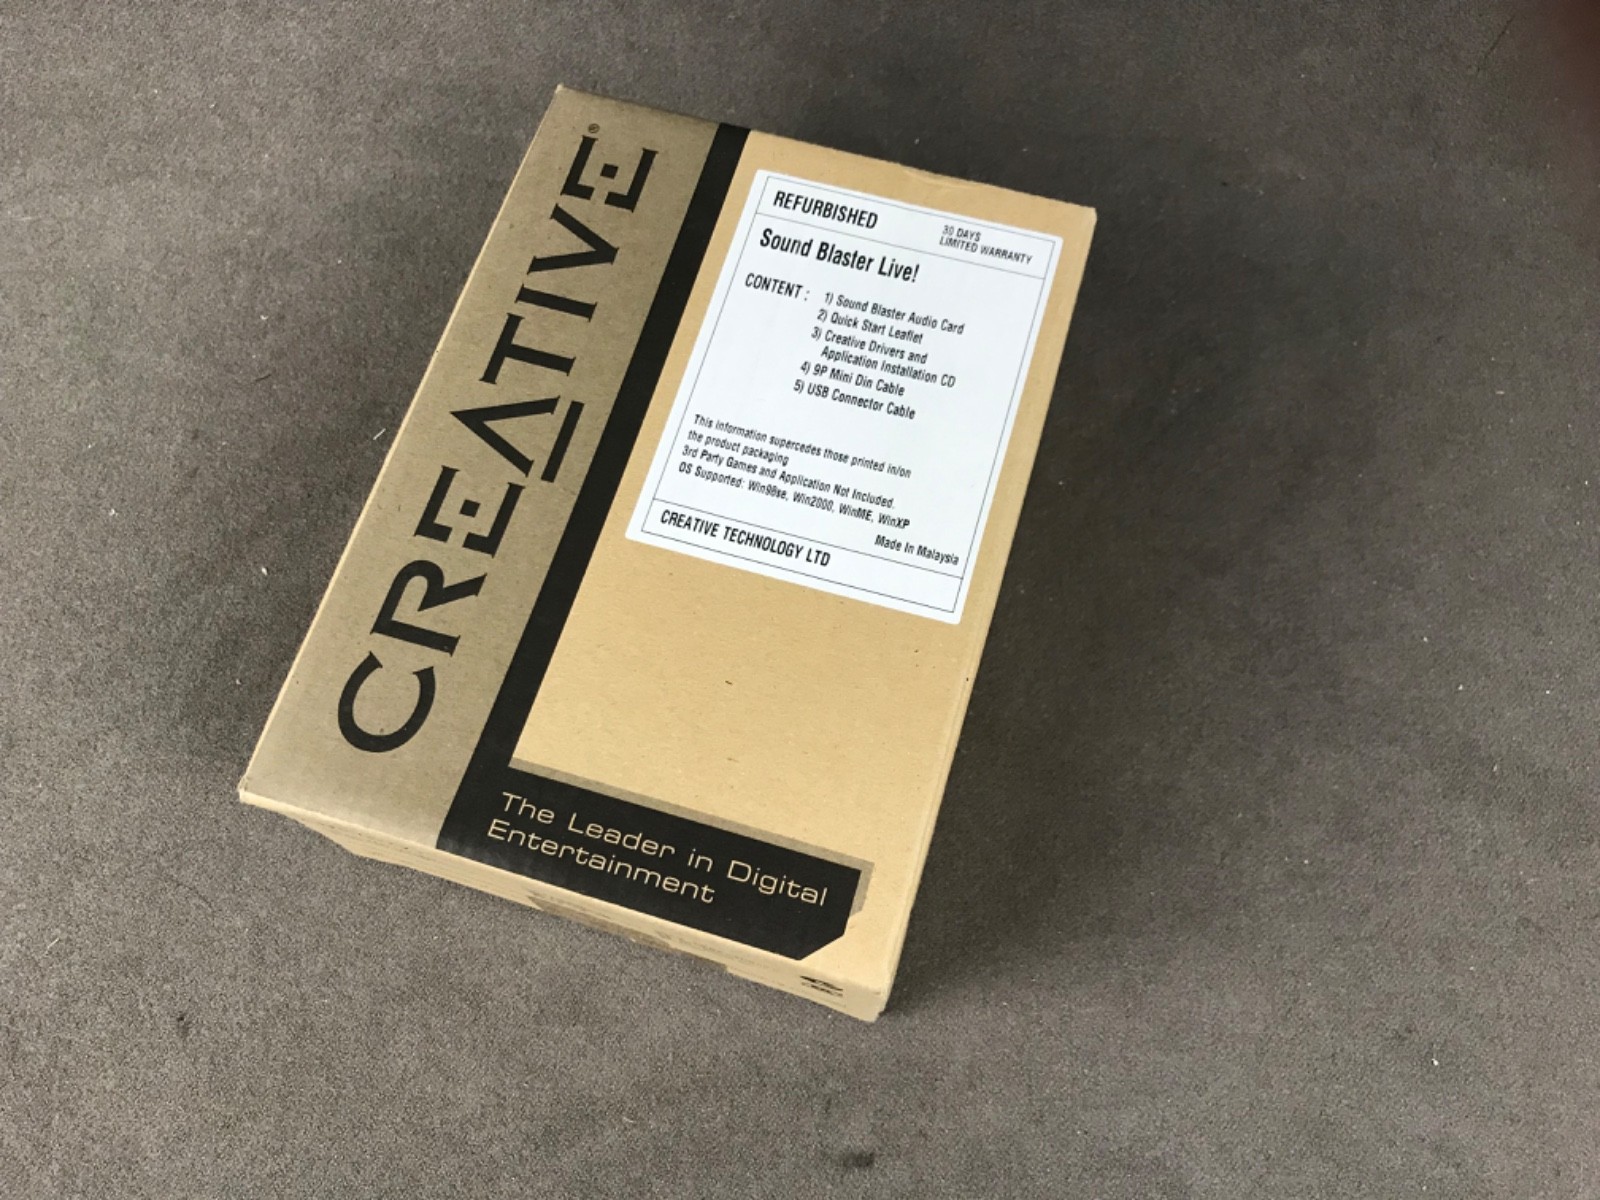 CREATIVE®
REFURBISHED
30 DAYS
LIMITED WARRANTY
Sound Blaster Live!
CONTENT :
1) Sound Blaster Audio Card
2) Quick Start Leaflet
3) Creative Drivers and
Application Installation CD
4) 9P Mini Din Cable
5) USB Connector Cable
This information supercedes those printed in/on
the product packaging
3rd Party Games and Application Not Included.
OS Supported: Win98se, Win2000, WinME, WinXP
Made In Malaysia
CREATIVE TECHNOLOGY LTD
The Leader in Digital
Entertainment